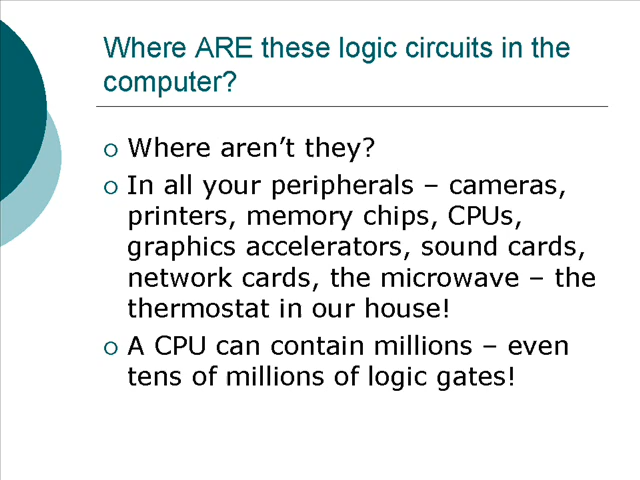 Where ARE these logic circuits in the
computer?
Where aren’t they?
In all your peripherals – cameras,
printers, memory chips, CPUs,
graphics accelerators, sound cards,
network cards, the microwave – the
thermostat in our house!
A CPU can contain millions – even
tens of millions of logic gates!